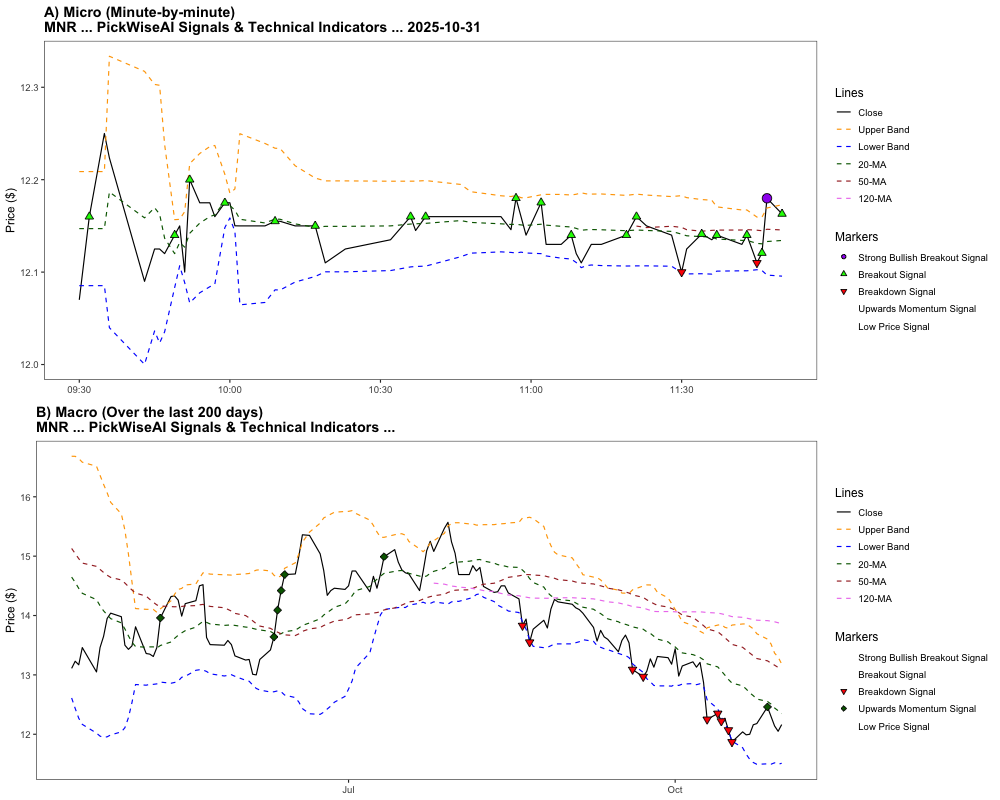 A) Micro (Minute-by-minute)
MNR ... PickWiseAI Signals & Technical Indicators ... 2025-10-31
Price ($)
12.3
12.2
12.1
12.0
09:30
10:00
10:30
11:00
11:30
Lines
Close
Upper Band
Lower Band
20-MA
50-MA
120-MA
Markers
Strong Bullish Breakout Signal
Breakout Signal
Breakdown Signal
Upwards Momentum Signal
Low Price Signal
B) Macro (Over the last 200 days)
MNR ... PickWiseAI Signals & Technical Indicators ...
Price ($)
16
15
14
13
12
Jul
Oct
Lines
Close
Upper Band
Lower Band
20-MA
50-MA
120-MA
Markers
Strong Bullish Breakout Signal
Breakout Signal
Breakdown Signal
Upwards Momentum Signal
Low Price Signal